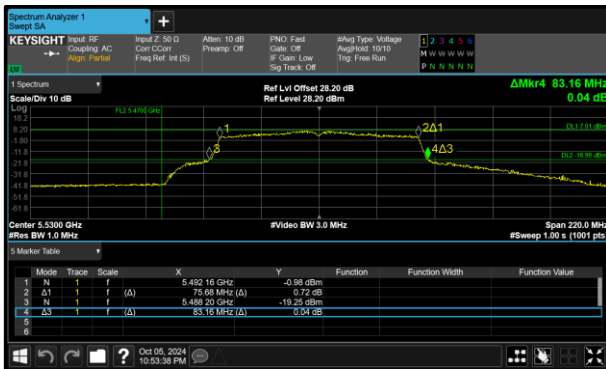 Spectrum Analyzer 1
Swept SA
KEYSIGHT Input: RF Input Z: 50 Ω Atten: 10 dB PNO: Fast #Avg Type: Voltage 1 2 3 4 5 6
Coupling: AC Corr CCorr Preamp: Off Gate: Off Avg|Hold: 10/10 M W W W W W
Align: Partial Freq Ref: Int (S) IF Gain: Low Trig: Free Run
Sig Track: Off P N N N N N
1 Spectrum
Ref Lvl Offset 28.20 dB ΔMkr4 83.16 MHz
Scale/Div 10 dB Ref Level 28.20 dBm 0.04 dB
Log
18.2 FL2 5.4700 GHz
8.20 1 2Δ1 DL1 7.01 dBm
-1.80
-11.8 3 4Δ3 DL2 -18.99 dBm
-21.8
-31.8
-41.8
-51.8
-61.8
Center 5.5300 GHz #Video BW 3.0 MHz Span 220.0 MHz
#Res BW 1.0 MHz #Sweep 1.00 s (1001 pts)
5 Marker Table
Mode Trace Scale X Y Function Function Width Function Value
1 N 1 f 5.492 16 GHz -0.98 dBm
2 Δ1 1 f (Δ) 75.68 MHz (Δ) 0.72 dB
3 N 1 f 5.488 20 GHz -19.25 dBm
4 Δ3 1 f (Δ) 83.16 MHz (Δ) 0.04 dB
5
6
? Oct 05, 2024
10:53:38 PM